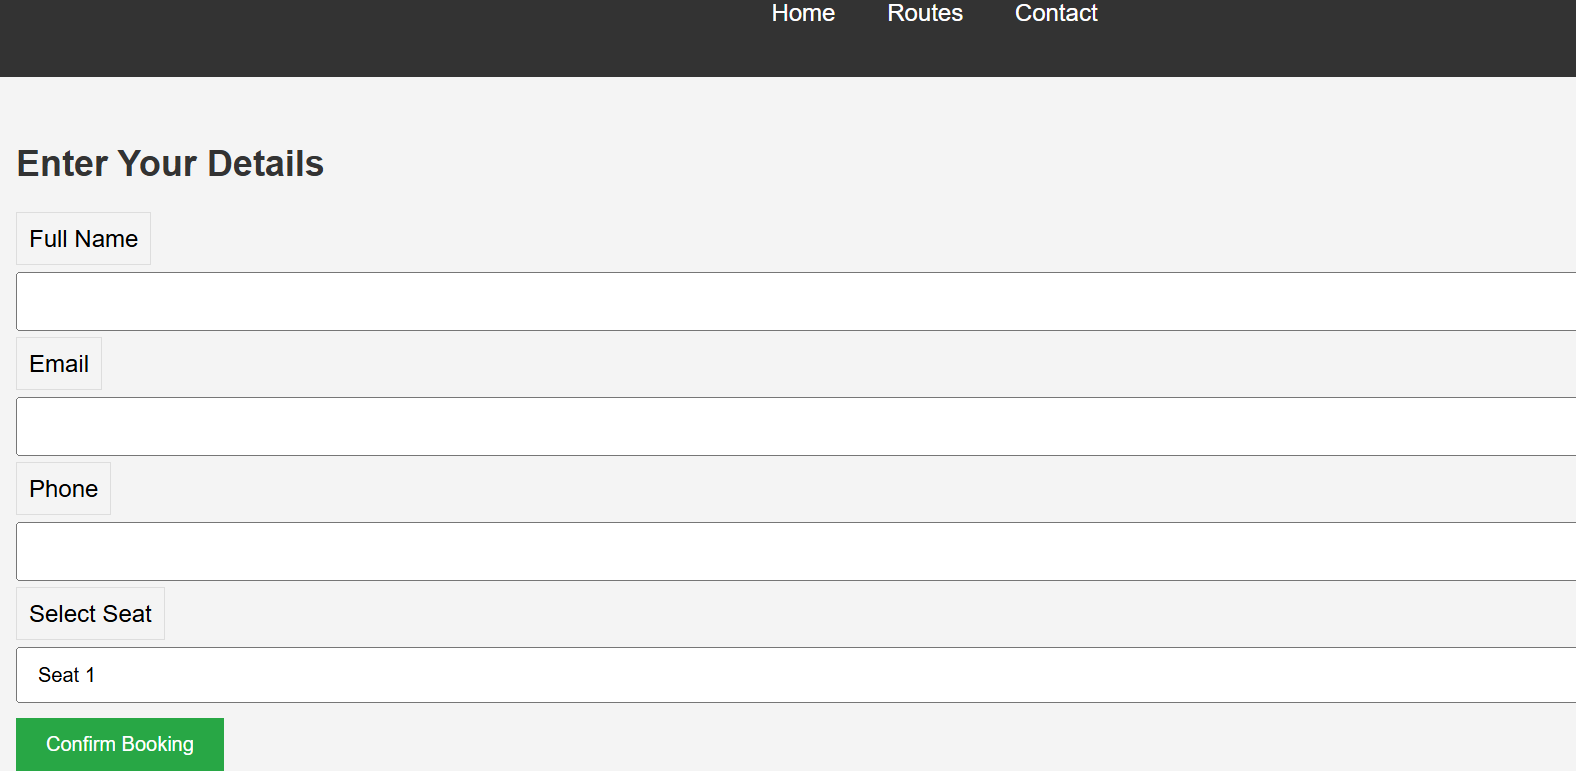 Home Routes Contact
Enter Your Details
Full Name
Email
Phone
Select Seat
Seat 1
Confirm Booking